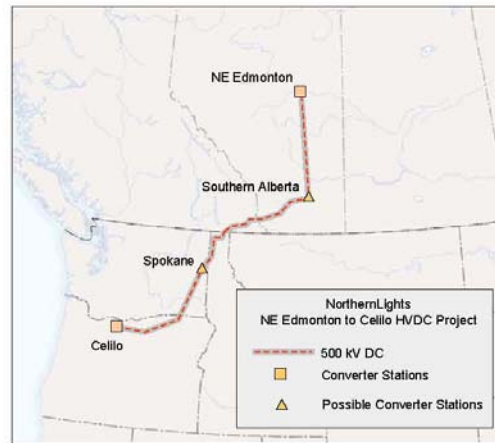 NE Edmonton
Southern Alberta
Spokane
Celilo
NorthernLights
NE Edmonton to Celilo HVDC Project
500 kV DC
Converter Stations
Possible Converter Stations